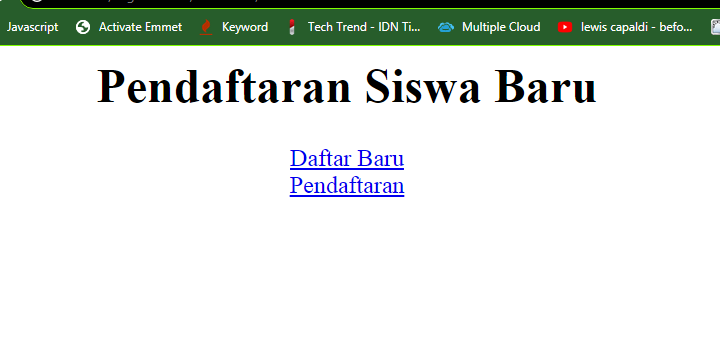 Javascript Activate Emmet Keyword Tech Trend - IDN Ti... Multiple Cloud lewis capaldi - befo...
Pendaftaran Siswa Baru
Daftar Baru
Pendaftaran